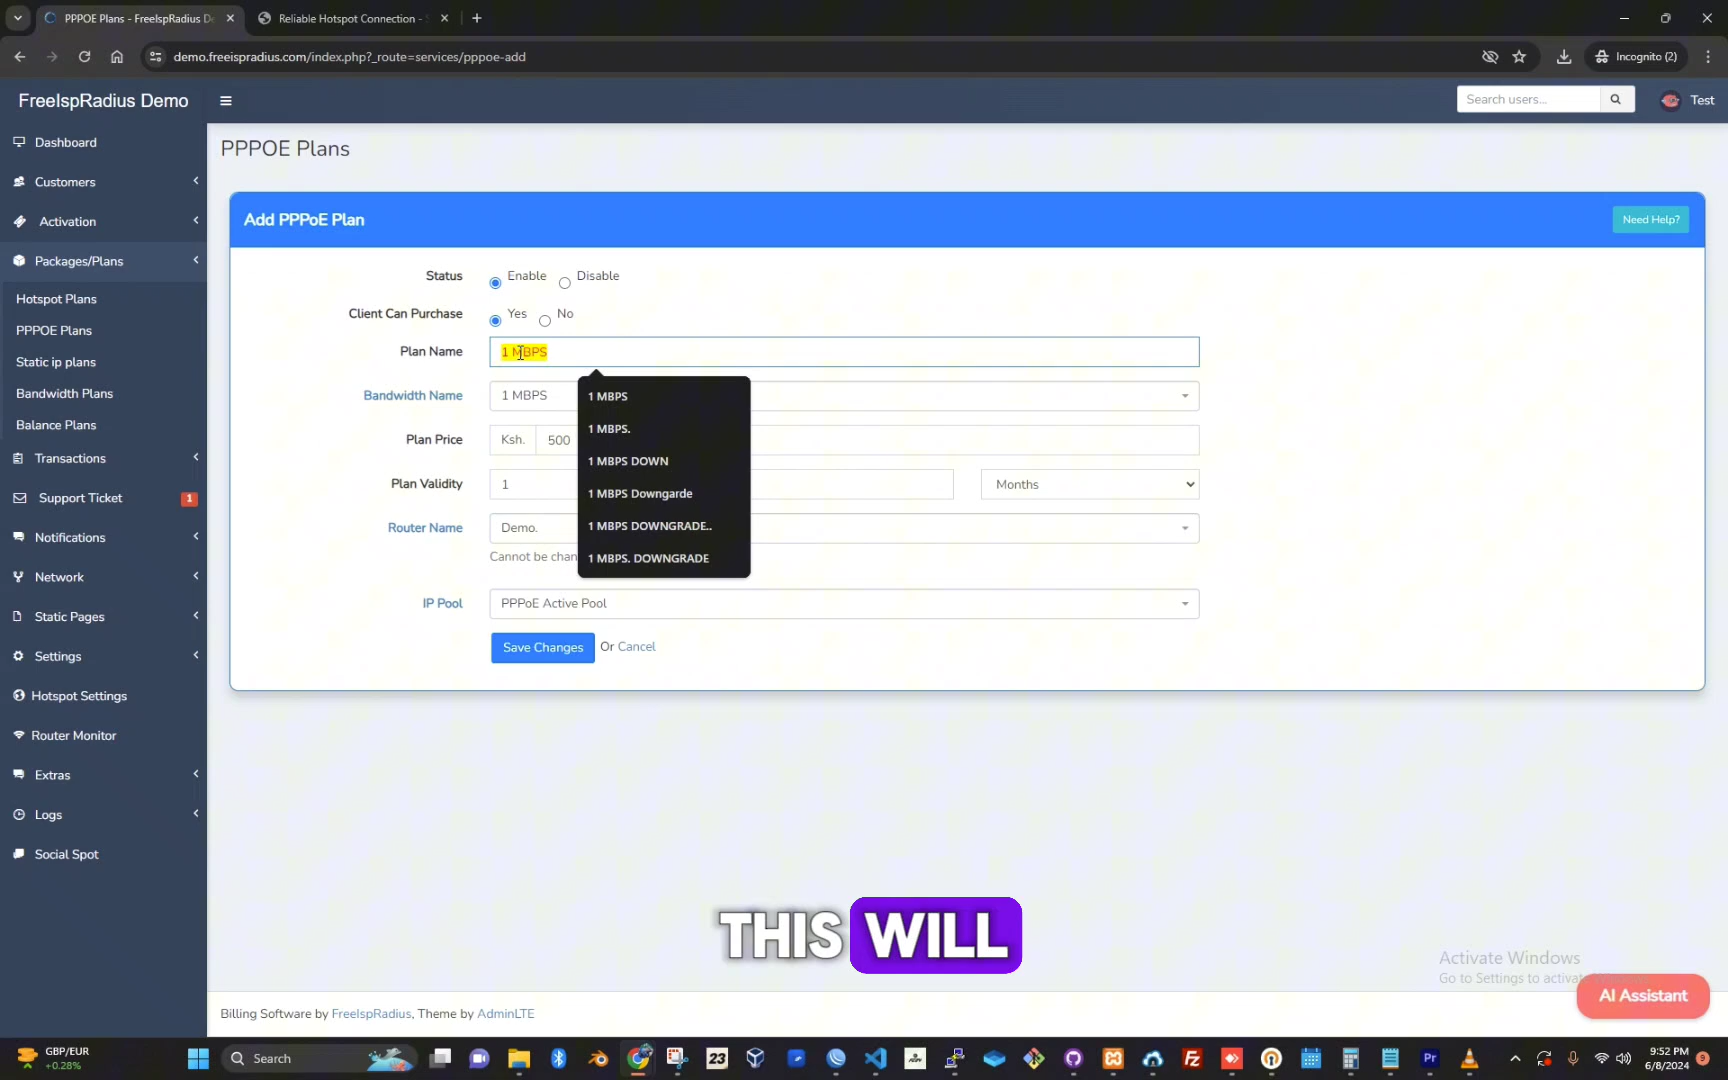 PPPOE Plans - FreeIspRadius De
Reliable Hotspot Connection - S
demo.freeispradius.com/index.php?_route=services/pppoe-add
Incognito (2)
FreeIspRadius Demo
Search users...
Test
Dashboard
Customers
Activation
Packages/Plans
Hotspot Plans
PPPOE Plans
Static ip plans
Bandwidth Plans
Balance Plans
Transactions
Support Ticket
1
Notifications
Network
Static Pages
Settings
Hotspot Settings
Router Monitor
Extras
Logs
Social Spot
PPPOE Plans
Add PPPoE Plan
Need Help?
Status
Enable
Disable
Client Can Purchase
Yes
No
Plan Name
1 MBPS
Bandwidth Name
1 MBPS
Plan Price
Ksh.
500
Plan Validity
1
Months
Router Name
Demo.
Cannot be chan
1 MBPS
1 MBPS.
1 MBPS DOWN
1 MBPS Downgarde
1 MBPS DOWNGRADE..
1 MBPS. DOWNGRADE
IP Pool
PPPoE Active Pool
Save Changes
Or Cancel
THIS WILL
Activate Windows
Go to Settings to activate
AI Assistant
Billing Software by FreeIspRadius, Theme by AdminLTE
GBP/EUR
+0.28%
Search
23
Pr
9:52 PM
6/8/2024
9